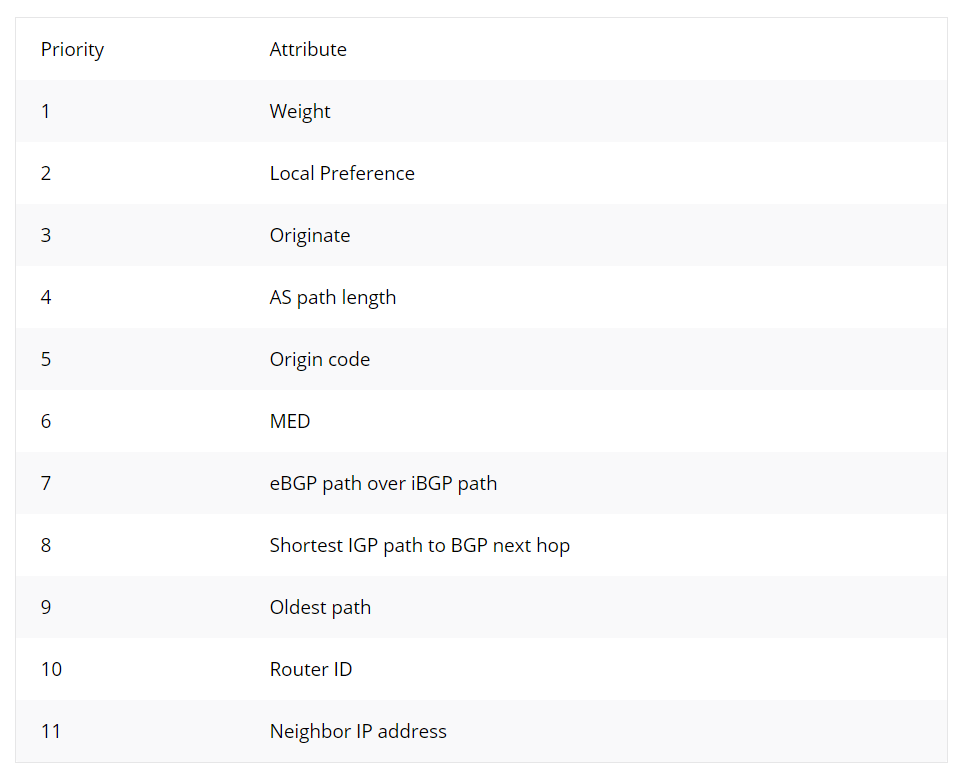 Priority Attribute
1 Weight
2 Local Preference
3 Originate
4 AS path length
5 Origin code
6 MED
7 eBGP path over iBGP path
8 Shortest IGP path to BGP next hop
9 Oldest path
10 Router ID
11 Neighbor IP address